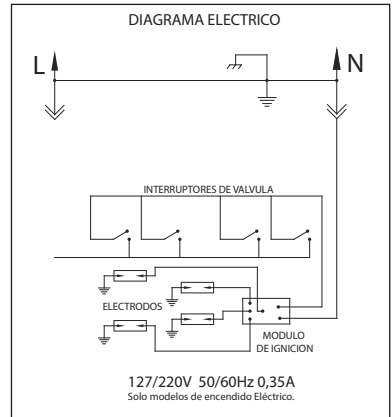 DIAGRAMA ELECTRICO
L
N
INTERRUPTORES DE VALVULA
ELECTRODOS
MODULO
DE IGNICION
127/220V 50/60Hz 0,35A
Solo modelos de encendido Eléctrico.